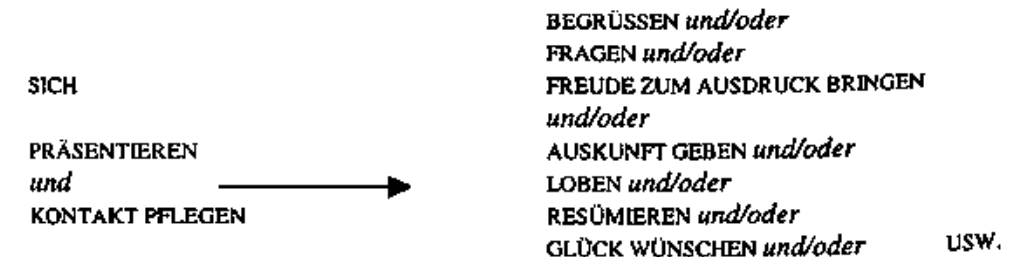 SICH
PRÄSENTIEREN
und
KONTAKT PFLEGEN
BEGRÜSSEN und/oder
FRAGEN und/oder
FREUDE ZUM AUSDRUCK BRINGEN
und/oder
AUSKUNFT GEBEN und/oder
LOBEN und/oder
RESÜMIEREN und/oder
GLÜCK WÜNSCHEN und/oder USW.